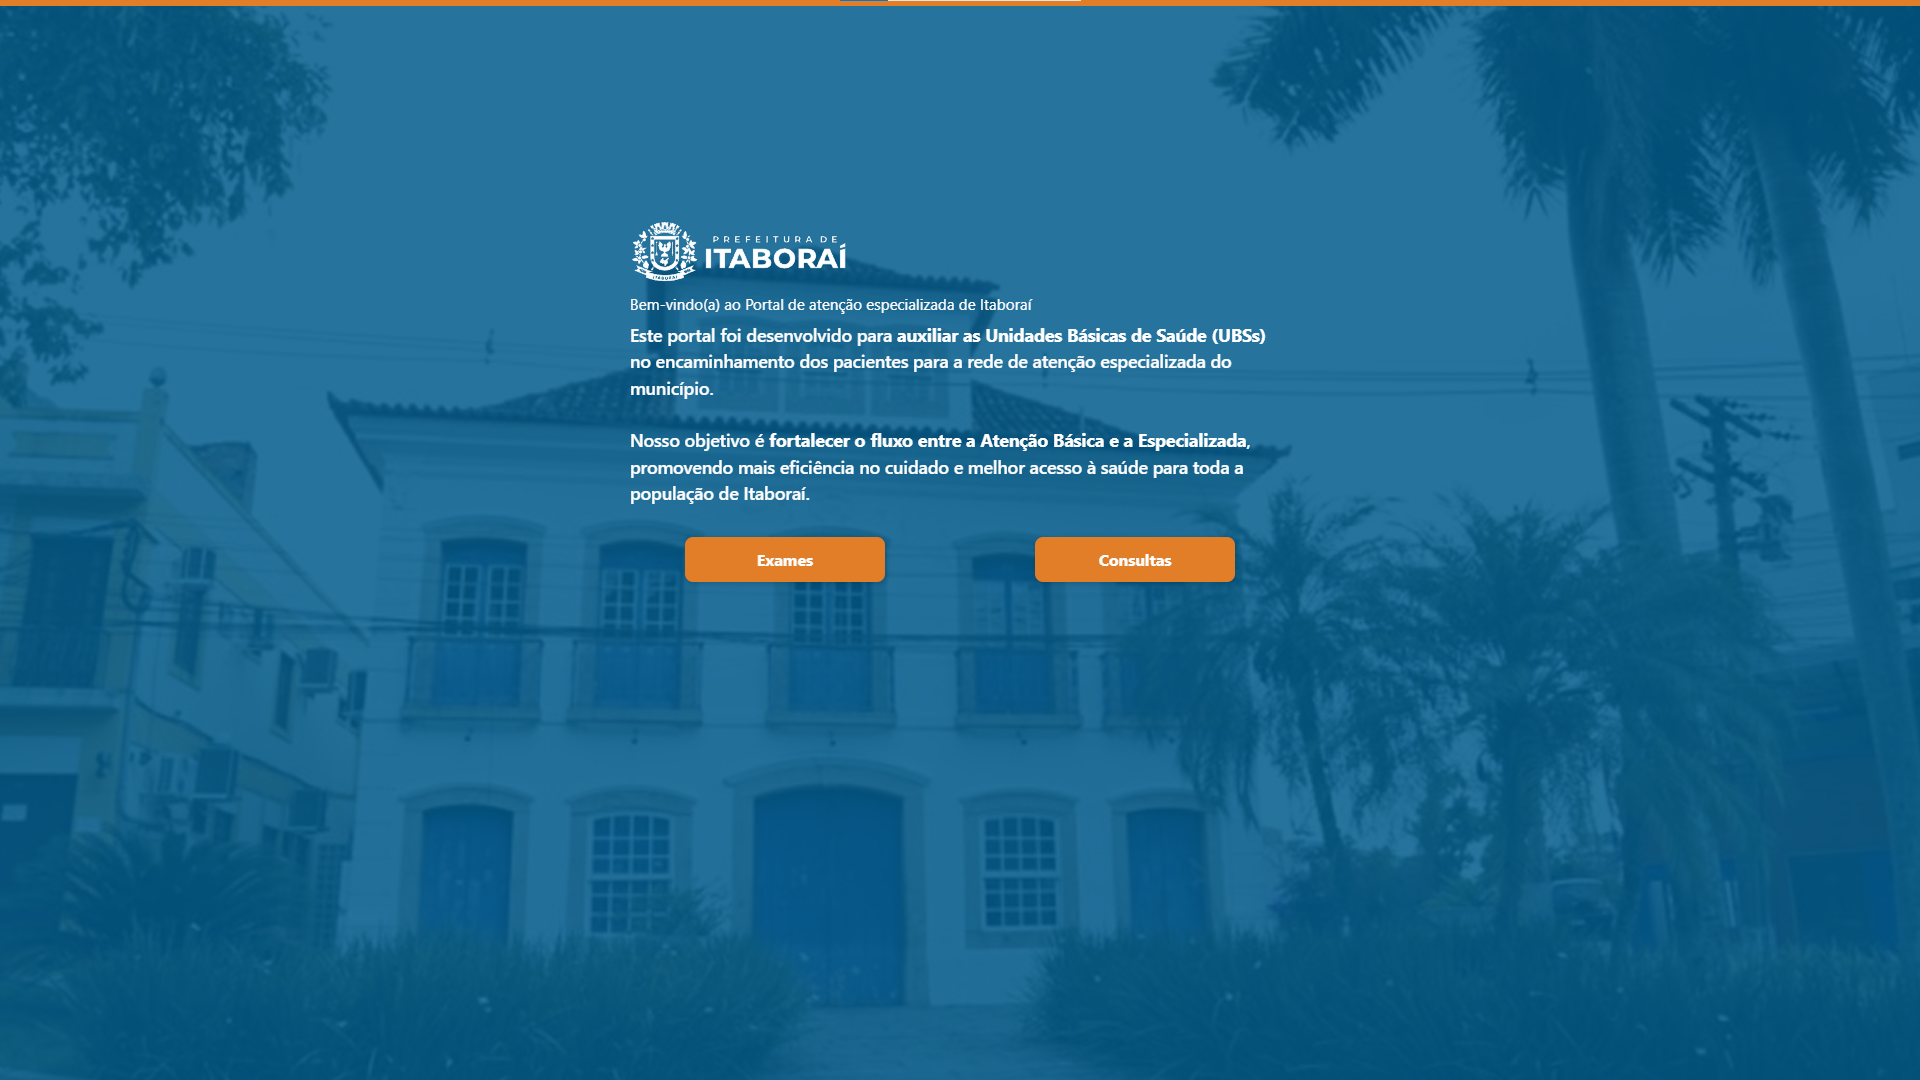 PREFEITURA DE
ITABORAÍ
Bem-vindo(a) ao Portal de atenção especializada de Itaboraí
Este portal foi desenvolvido para auxiliar as Unidades Básicas de Saúde (UBSs)
no encaminhamento dos pacientes para a rede de atenção especializada do
município.
Nosso objetivo é fortalecer o fluxo entre a Atenção Básica e a Especializada,
promovendo mais eficiência no cuidado e melhor acesso à saúde para toda a
população de Itaboraí.
Exames
Consultas